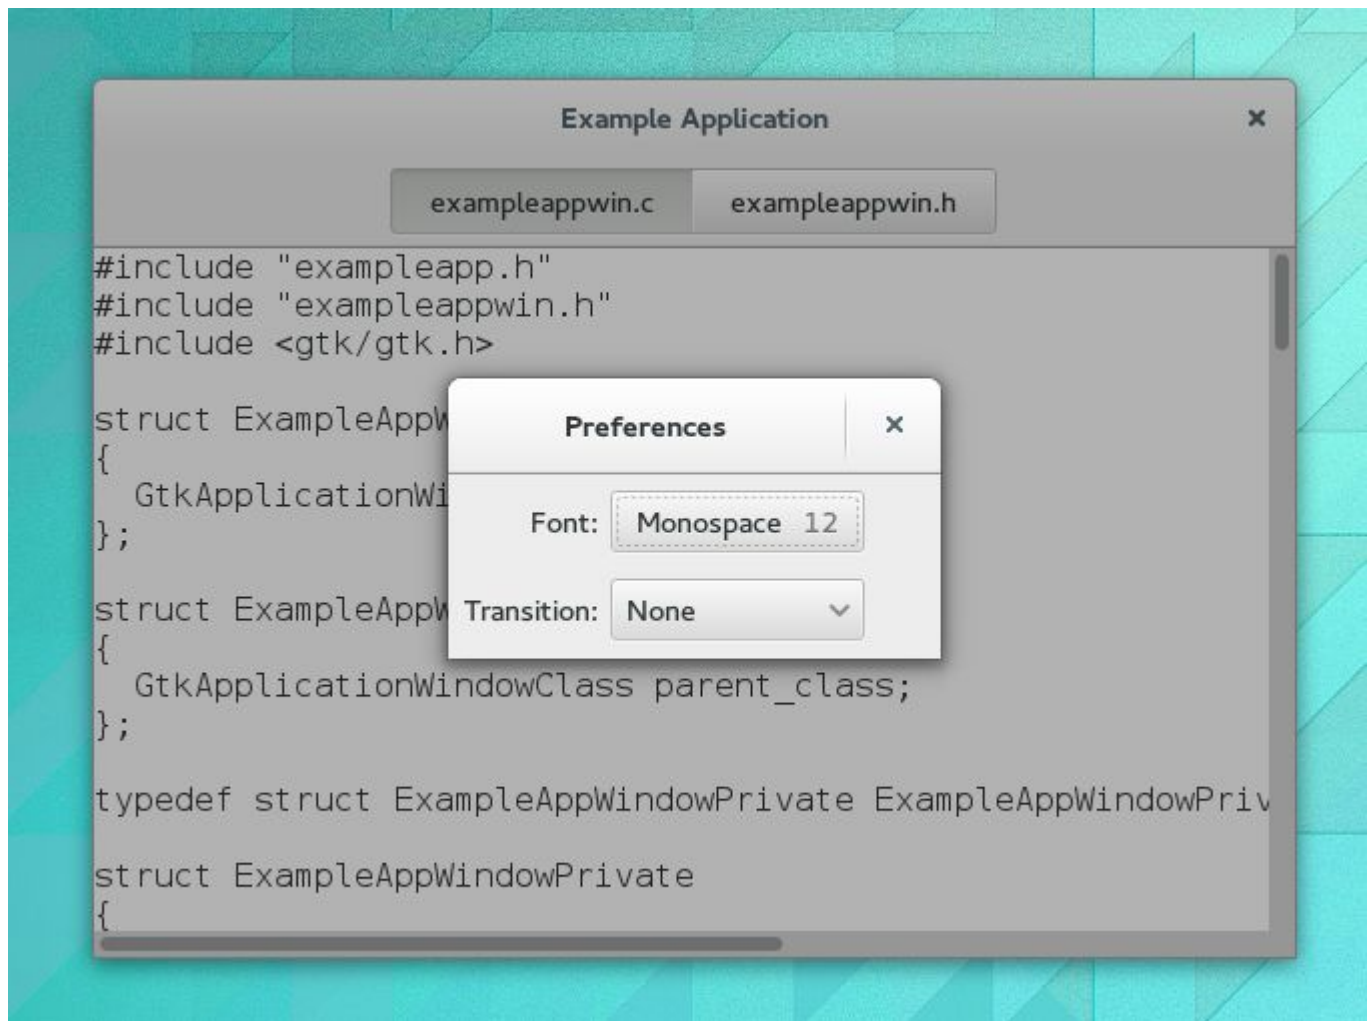 Example Application
exampleappwin.c exampleappwin.h
#include "exampleapp.h"
#include "exampleappwin.h"
#include <gtk/gtk.h>
struct ExampleAppW
{
GtkApplicationWi
};
Preferences
Font: Monospace 12
Transition: None
struct ExampleAppW
{
GtkApplicationWindowClass parent_class;
};
typedef struct ExampleAppWindowPrivate ExampleAppWindowPriv
struct ExampleAppWindowPrivate
{